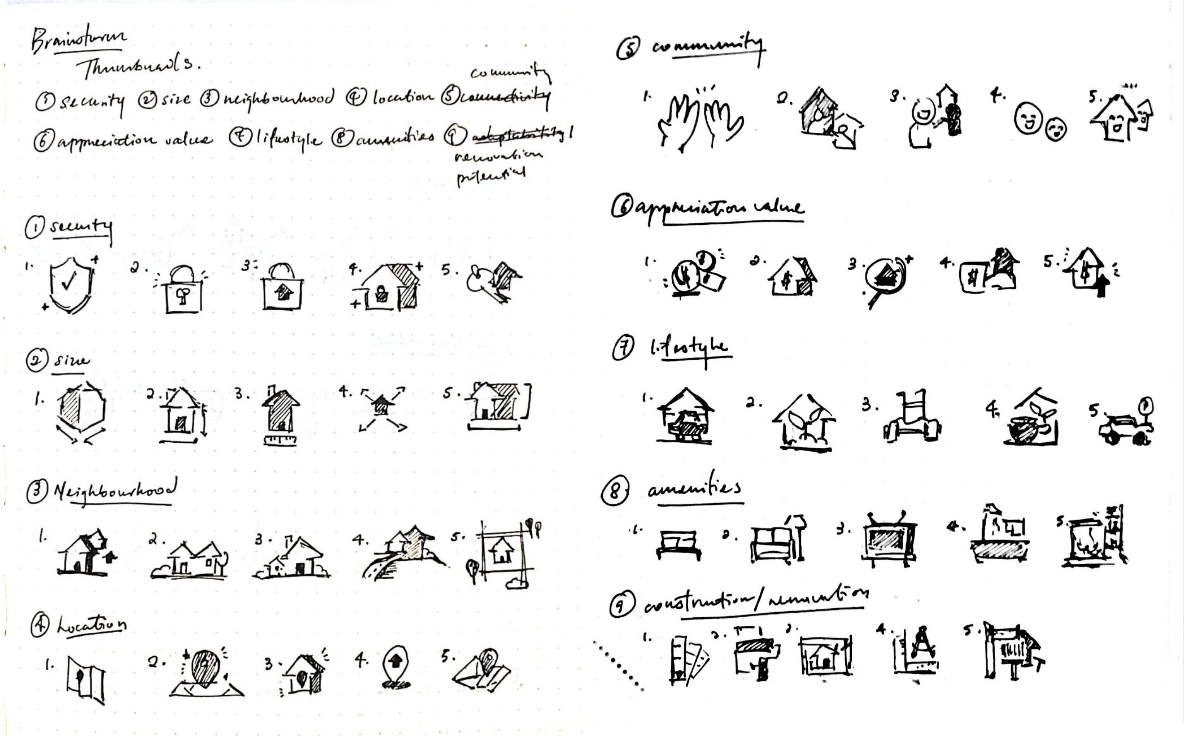 Brainstorm
Thumbnails.
community
① security ② size ③ neighbourhood ④ location ⑤ connectivity
⑥ appreciation value ⑦ lifestyle ⑧ amenities ⑨ adaptability/
renovation
potential
① security
1. 2. 3. 4. 5.
② size
1. 2. 3. 4. 5.
③ Neighbourhood
1. 2. 3. 4. 5.
④ Location
1. 2. 3. 4. 5.
⑤ community
1. 2. 3. 4. 5.
⑥ appreciation value
1. 2. 3. 4. 5.
$ $ $ $ $
⑦ lifestyle
1. 2. 3. 4. 5.
⑧ amenities
1. 2. 3. 4. 5.
⑨ construction/renovation
1. 2. 3. 4. 5.
A